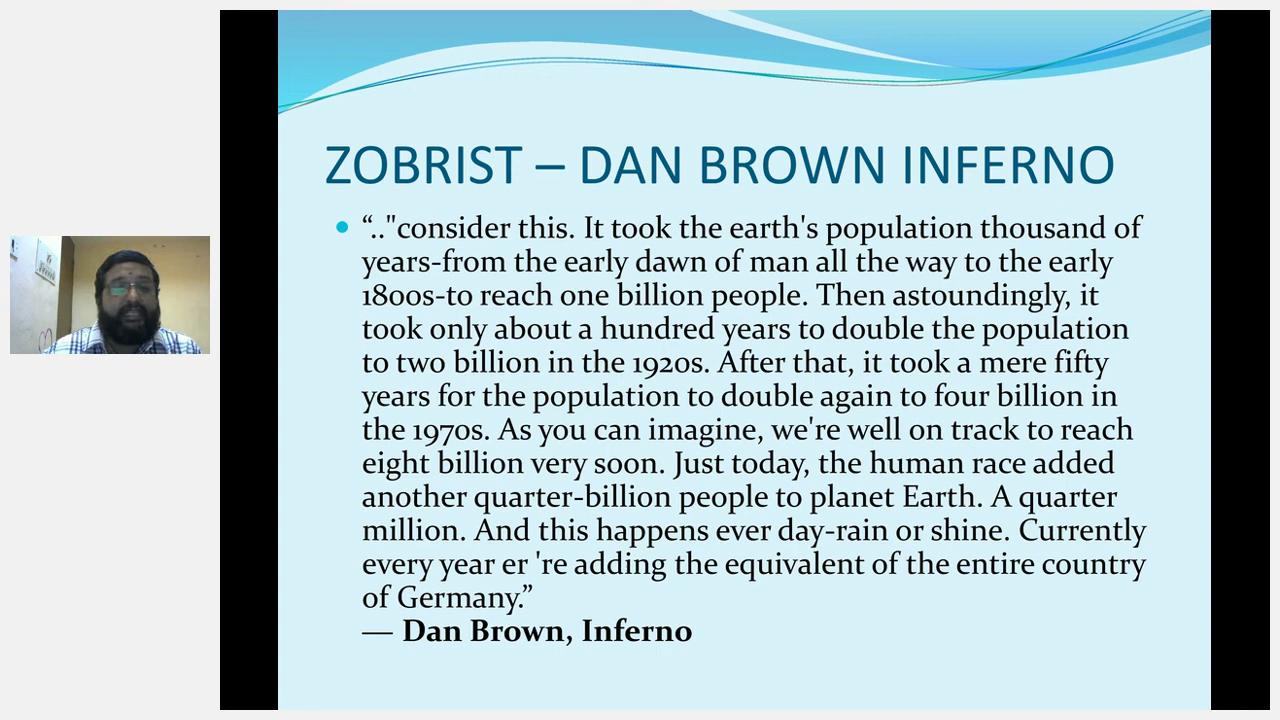 ZOBRIST – DAN BROWN INFERNO
“.."consider this. It took the earth's population thousand of
years-from the early dawn of man all the way to the early
1800s-to reach one billion people. Then astoundingly, it
took only about a hundred years to double the population
to two billion in the 1920s. After that, it took a mere fifty
years for the population to double again to four billion in
the 1970s. As you can imagine, we're well on track to reach
eight billion very soon. Just today, the human race added
another quarter-billion people to planet Earth. A quarter
million. And this happens ever day-rain or shine. Currently
every year er 're adding the equivalent of the entire country
of Germany.”
— Dan Brown, Inferno